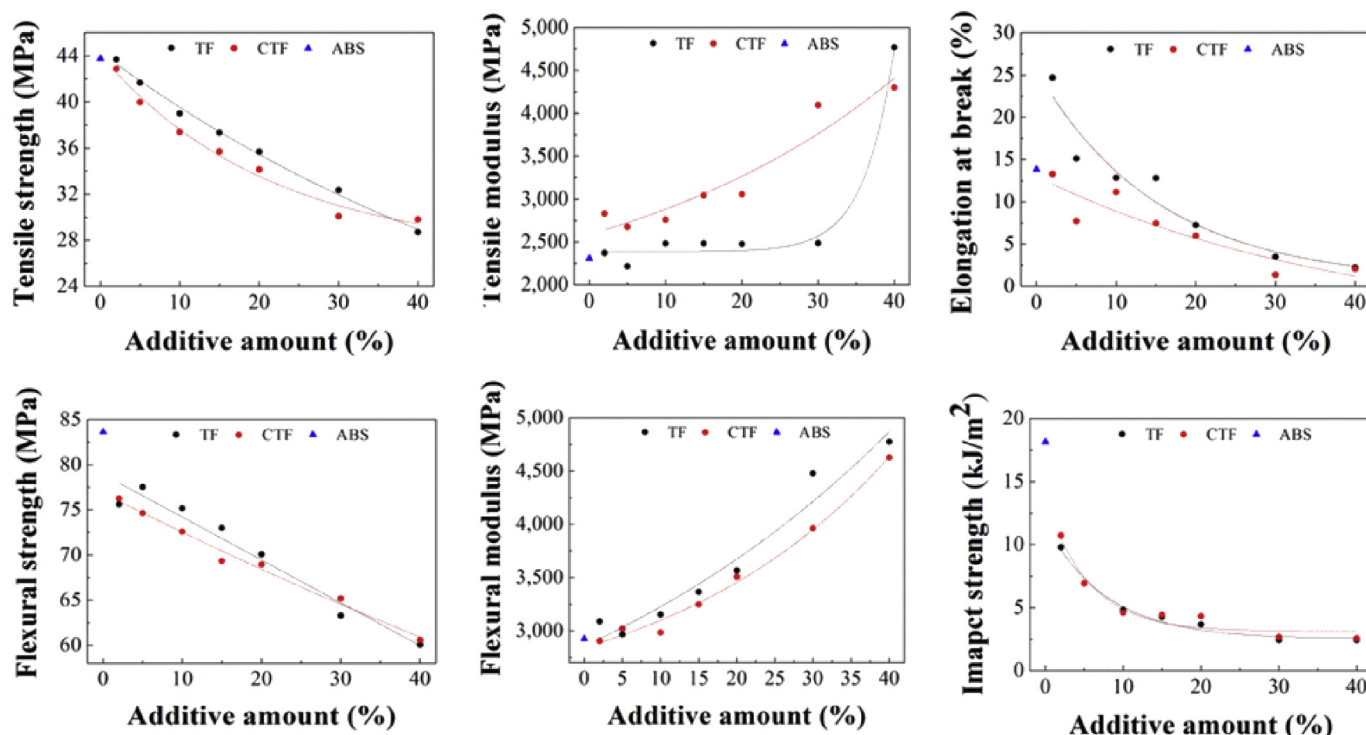 Tensile strength (MPa)
44
40
36
32
28
24
TF CTF ABS
0 10 20 30 40
Additive amount (%)
Tensile modulus (MPa)
5,000
4,500
4,000
3,500
3,000
2,500
2,000
TF CTF ABS
0 10 20 30 40
Additive amount (%)
Elongation at break (%)
30
25
20
15
10
5
0
TF CTF ABS
0 10 20 30 40
Additive amount (%)
Flexural strength (MPa)
85
80
75
70
65
60
TF CTF ABS
0 10 20 30 40
Additive amount (%)
Flexural modulus (MPa)
5,000
4,500
4,000
3,500
3,000
TF CTF ABS
0 5 10 15 20 25 30 35 40
Additive amount (%)
Imapct strength (kJ/m²)
20
15
10
5
0
TF CTF ABS
0 10 20 30 40
Additive amount (%)